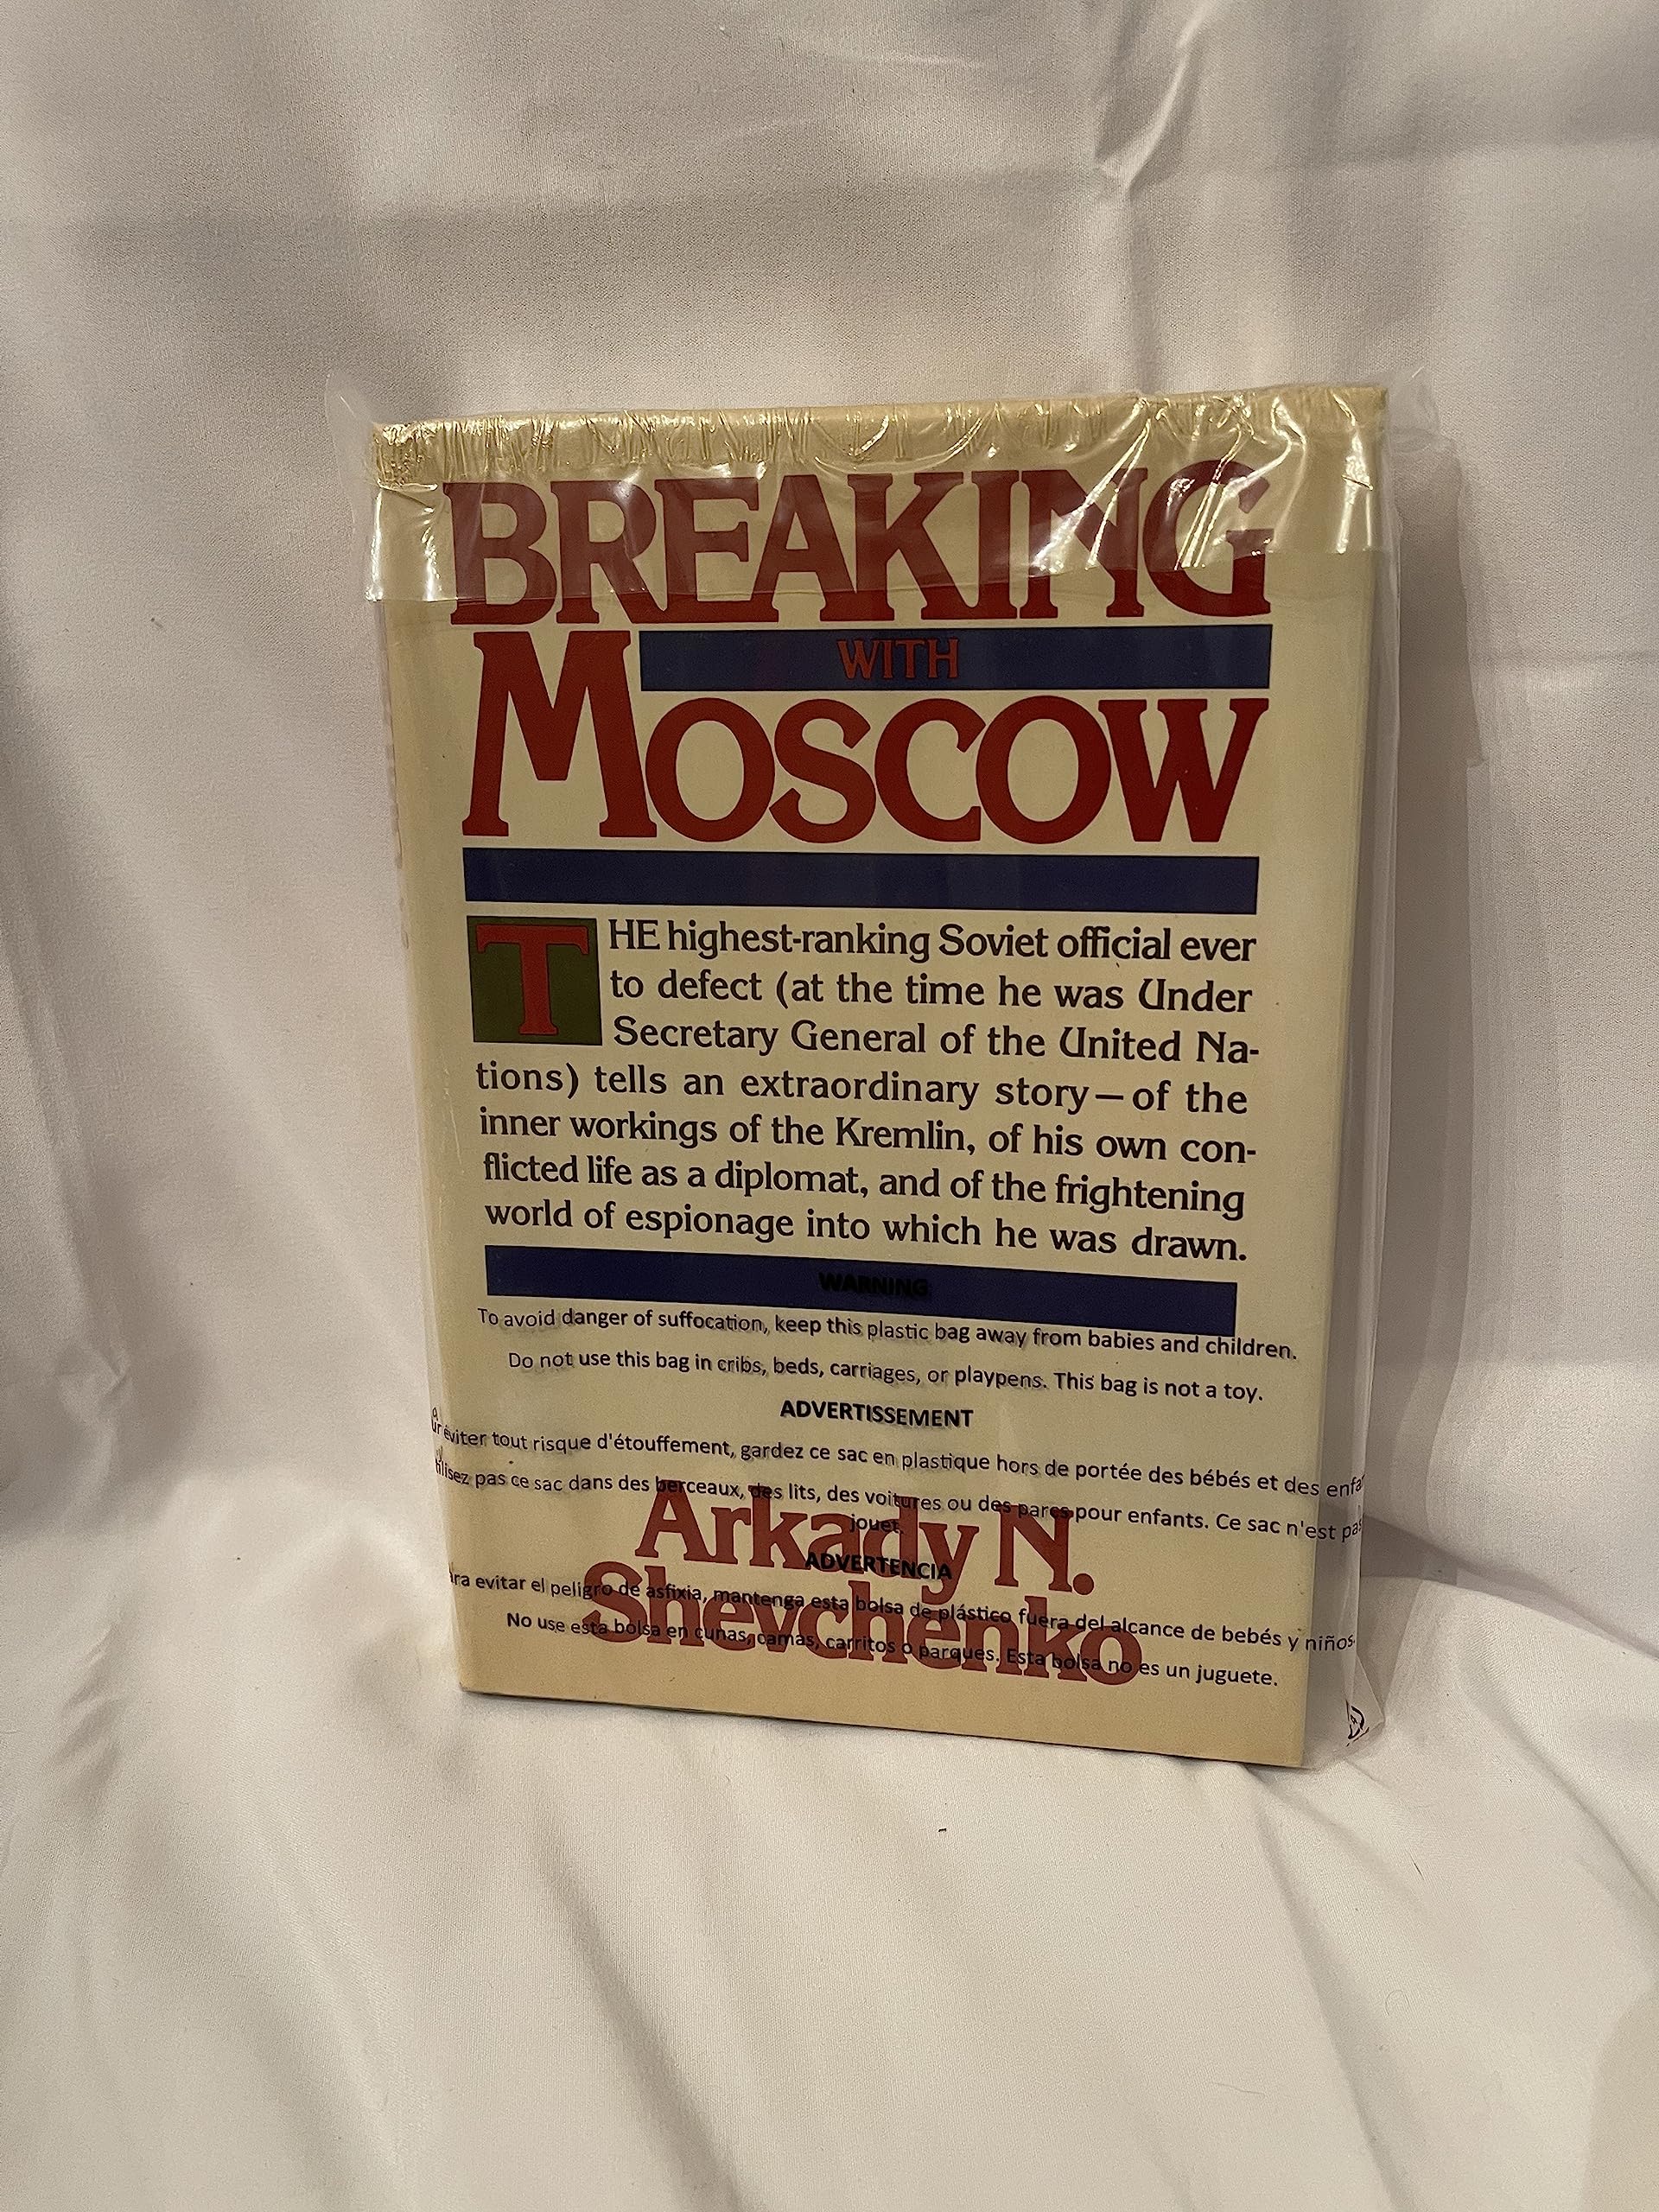 BREAKING
WITH
MOSCOW
THE highest-ranking Soviet official ever
to defect (at the time he was Under
Secretary General of the United Na-
tions) tells an extraordinary story—of the
inner workings of the Kremlin, of his own con-
flicted life as a diplomat, and of the frightening
world of espionage into which he was drawn.
WARNING
To avoid danger of suffocation, keep this plastic bag away from babies and children.
Do not use this bag in cribs, beds, carriages, or playpens. This bag is not a toy.
ADVERTISSEMENT
éviter tout risque d'étouffement, gardez ce sac en plastique hors de portée des bébés et des enfa
tilisez pas ce sac dans des berceaux, des lits, des voitures ou des parcs pour enfants. Ce sac n'est pas
jouet.
Arkady N.
ADVERTENCIA
Shevchenko
ara evitar el peligro de asfixia, mantenga esta bolsa de plástico fuera del alcance de bebés y niños.
No use esta bolsa en cunas, camas, carritos o parques. Esta bolsa no es un juguete.